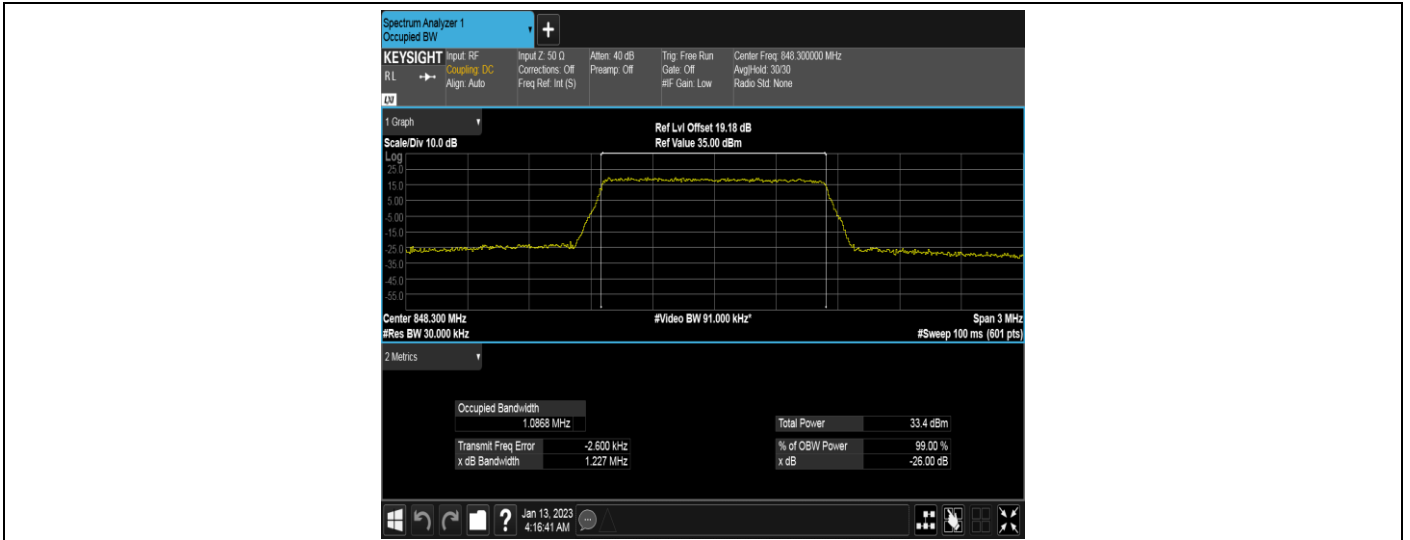 Spectrum Analyzer 1
Occupied BW
+
KEYSIGHT
RL
LXI
Input: RF
Coupling: DC
Align: Auto
Input Z: 50 Ω
Corrections: Off
Freq Ref: Int (S)
Atten: 40 dB
Preamp: Off
Trig: Free Run
Gate: Off
#IF Gain: Low
Center Freq: 848.300000 MHz
Avg|Hold: 30/30
Radio Std: None
1 Graph
Scale/Div 10.0 dB
Ref Lvl Offset 19.18 dB
Ref Value 35.00 dBm
Log
25.0
15.0
5.00
-5.00
-15.0
-25.0
-35.0
-45.0
-55.0
Center 848.300 MHz
#Video BW 91.000 kHz*
Span 3 MHz
#Res BW 30.000 kHz
#Sweep 100 ms (601 pts)
2 Metrics
Occupied Bandwidth
1.0868 MHz
Total Power 33.4 dBm
Transmit Freq Error -2.600 kHz
% of OBW Power 99.00 %
x dB Bandwidth 1.227 MHz
x dB -26.00 dB
?
Jan 13, 2023
4:16:41 AM